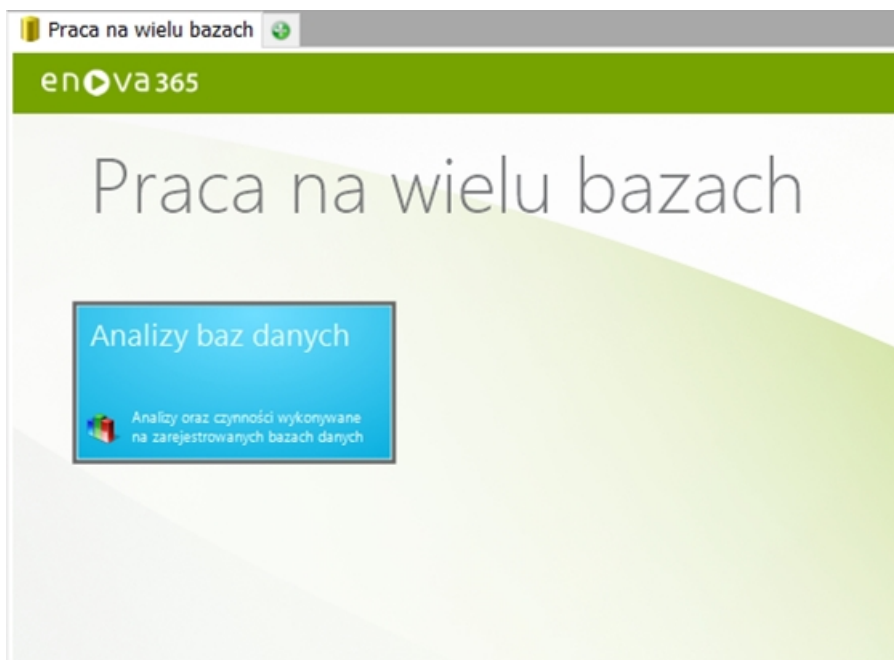 Praca na wielu bazach
enova365
Praca na wielu bazach
Analizy baz danych
Analizy oraz czynności wykonywane
na zarejestrowanych bazach danych